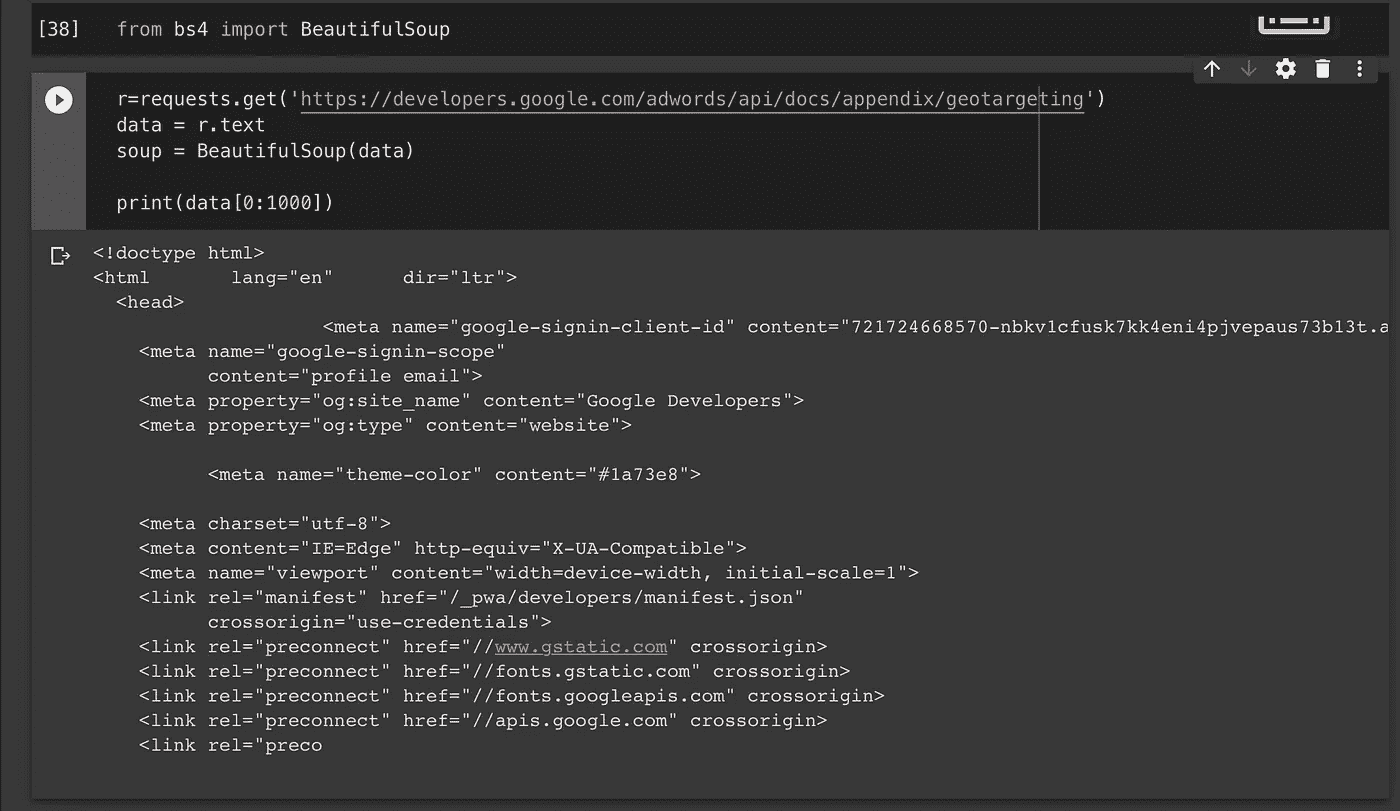 [38] from bs4 import BeautifulSoup
r=requests.get('https://developers.google.com/adwords/api/docs/appendix/geotargeting')
data = r.text
soup = BeautifulSoup(data)
print(data[0:1000])
<!doctype html>
<html       lang="en"      dir="ltr">
  <head>
                    <meta name="google-signin-client-id" content="721724668570-nbkv1cfusk7kk4eni4pjvepaus73b13t.a
    <meta name="google-signin-scope"
          content="profile email">
    <meta property="og:site_name" content="Google Developers">
    <meta property="og:type" content="website">
          <meta name="theme-color" content="#1a73e8">
    <meta charset="utf-8">
    <meta content="IE=Edge" http-equiv="X-UA-Compatible">
    <meta name="viewport" content="width=device-width, initial-scale=1">
    <link rel="manifest" href="/_pwa/developers/manifest.json"
          crossorigin="use-credentials">
    <link rel="preconnect" href="//www.gstatic.com" crossorigin>
    <link rel="preconnect" href="//fonts.gstatic.com" crossorigin>
    <link rel="preconnect" href="//fonts.googleapis.com" crossorigin>
    <link rel="preconnect" href="//apis.google.com" crossorigin>
    <link rel="preco